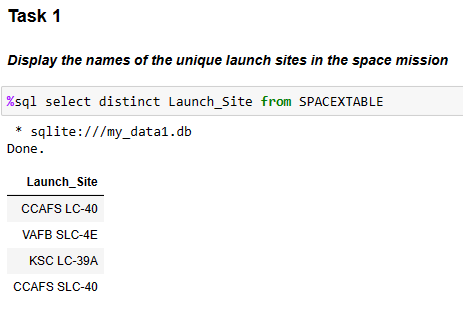 Task 1
Display the names of the unique launch sites in the space mission
%sql select distinct Launch_Site from SPACEXTABLE
* sqlite:///my_data1.db
Done.
Launch_Site
CCAFS LC-40
VAFB SLC-4E
KSC LC-39A
CCAFS SLC-40